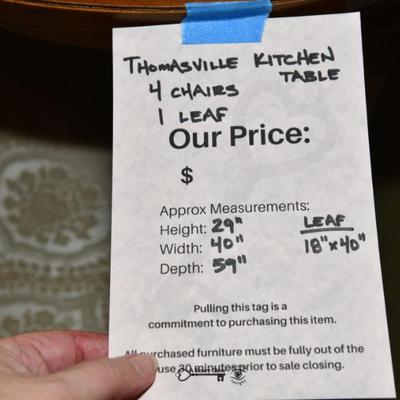 THOMASVILLE KITCHEN
TABLE
4 CHAIRS
1 LEAF
Our Price:
$
Approx Measurements:
Height: 29"
Width: 40"
Depth: 59"
LEAF
18"x40"
Pulling this tag is a
commitment to purchasing this item.
All purchased furniture must be fully out of the
use 30 minutes prior to sale closing.